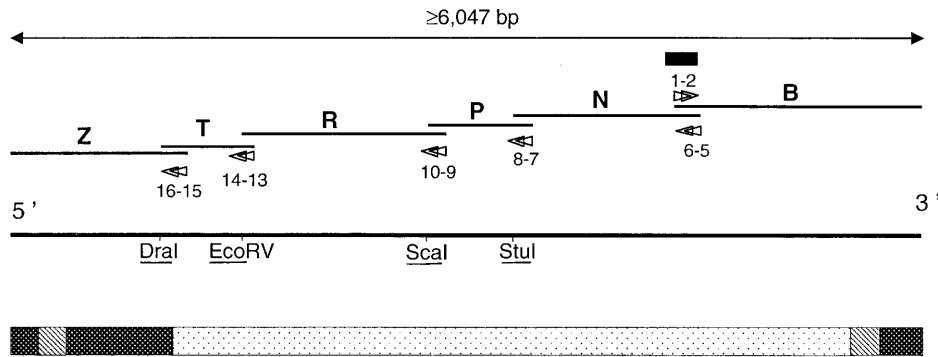 ≥6,047 bp
1-2
B
N
P
R
T
Z
6-5
8-7
10-9
14-13
16-15
5 '
3 '
DraI
EcoRV
ScaI
StuI